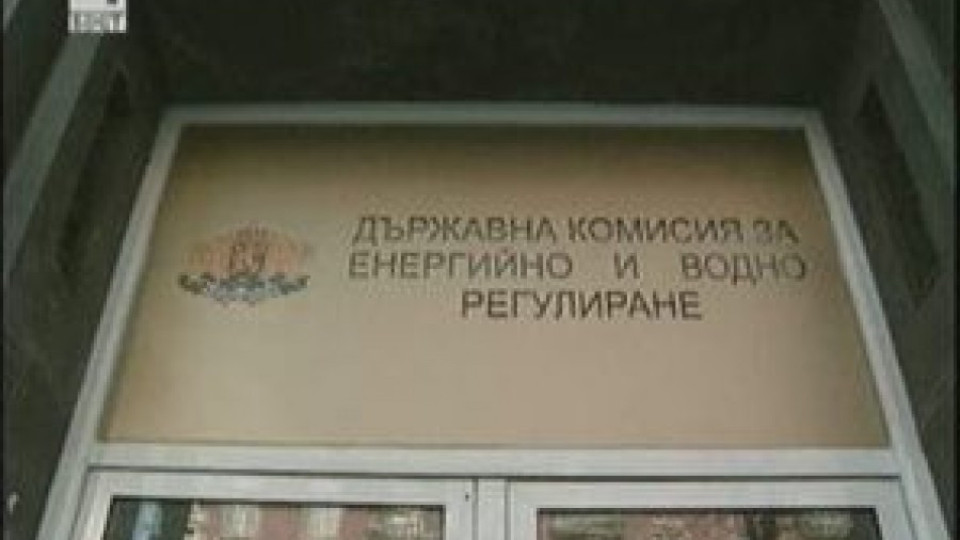 ДЪРЖАВНА КОМИСИЯ ЗА
ЕНЕРГИЙНО И ВОДНО
РЕГУЛИРАНЕ